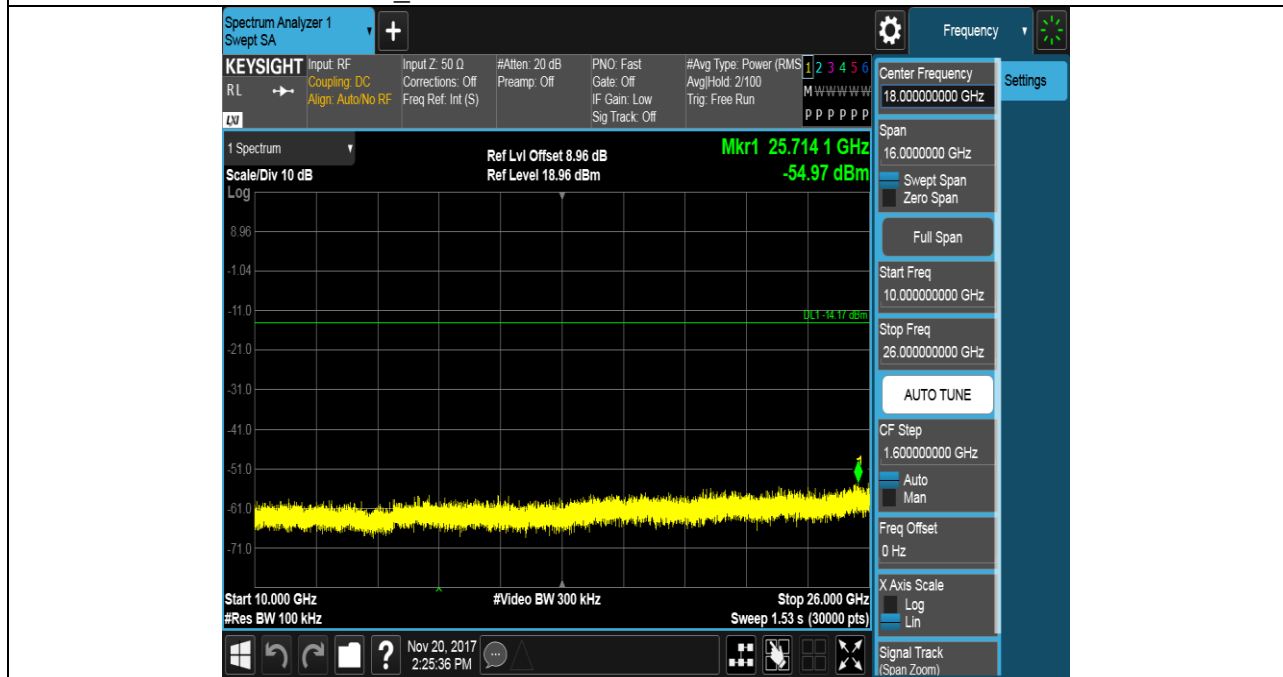 Spectrum Analyzer 1
Swept SA
+
Frequency
KEYSIGHT
RL
LXI
Input: RF
Coupling: DC
Align: Auto/No RF
Input Z: 50 Ω
Corrections: Off
Freq Ref: Int (S)
#Atten: 20 dB
Preamp: Off
PNO: Fast
Gate: Off
IF Gain: Low
Sig Track: Off
#Avg Type: Power (RMS
Avg|Hold: 2/100
Trig: Free Run
1 2 3 4 5 6
M W W W W W
P P P P P P
1 Spectrum
Scale/Div 10 dB
Ref Lvl Offset 8.96 dB
Ref Level 18.96 dBm
Mkr1 25.714 1 GHz
-54.97 dBm
Log
8.96
-1.04
-11.0
DL1 -14.17 dBm
-21.0
-31.0
-41.0
-51.0
1
-61.0
-71.0
Start 10.000 GHz
#Video BW 300 kHz
Stop 26.000 GHz
#Res BW 100 kHz
Sweep 1.53 s (30000 pts)
Center Frequency
18.000000000 GHz
Settings
Span
16.0000000 GHz
Swept Span
Zero Span
Full Span
Start Freq
10.000000000 GHz
Stop Freq
26.000000000 GHz
AUTO TUNE
CF Step
1.600000000 GHz
Auto
Man
Freq Offset
0 Hz
X Axis Scale
Log
Lin
Signal Track
(Span Zoom)
?
Nov 20, 2017
2:25:36 PM